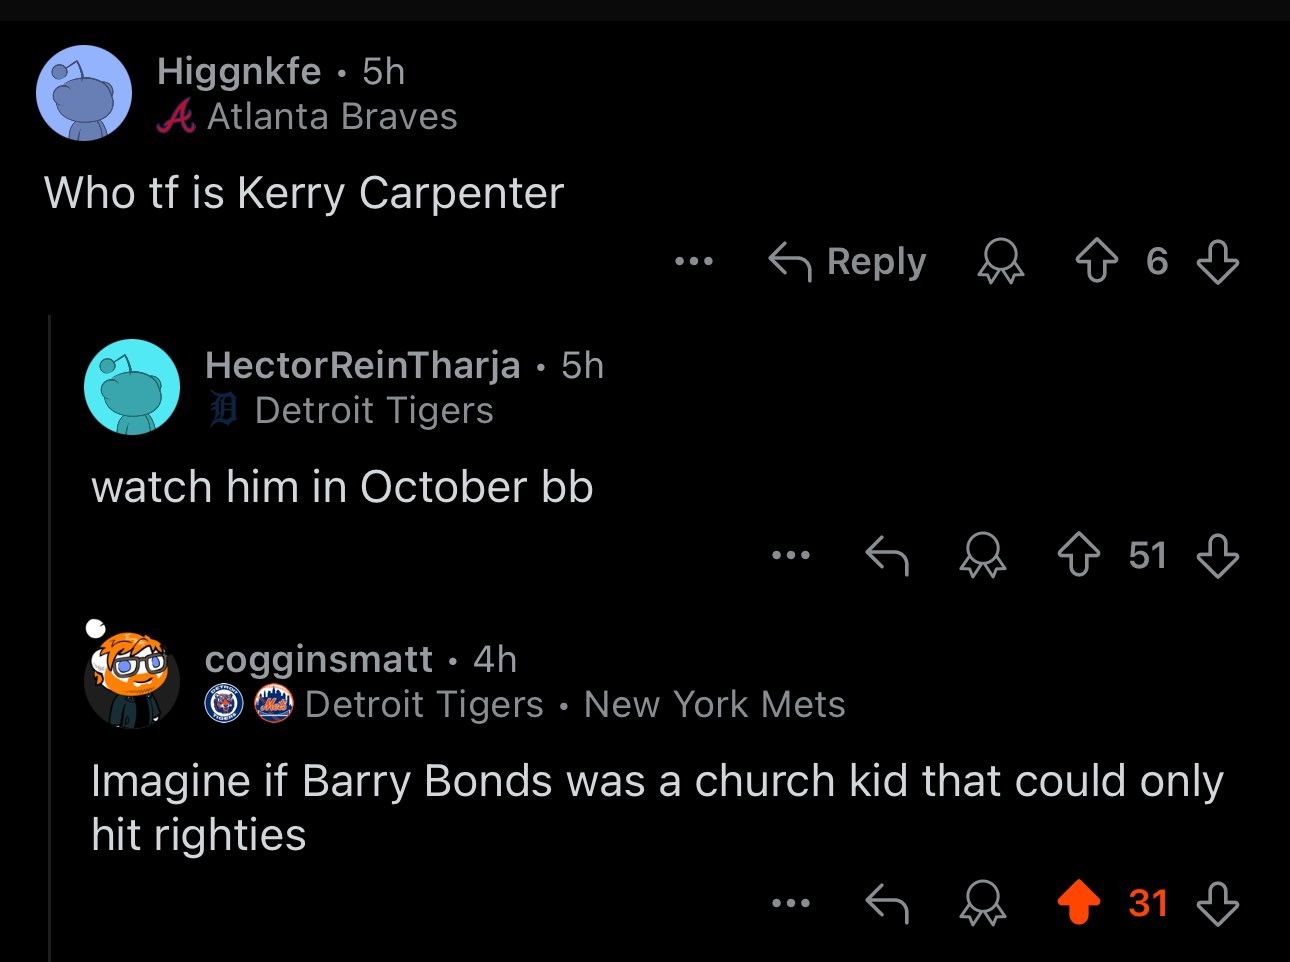 Higgnkfe • 5h
Atlanta Braves
Who tf is Kerry Carpenter
Reply 6
HectorReinTharja • 5h
Detroit Tigers
watch him in October bb
51
cogginsmatt • 4h
Detroit Tigers • New York Mets
Imagine if Barry Bonds was a church kid that could only
hit righties
31